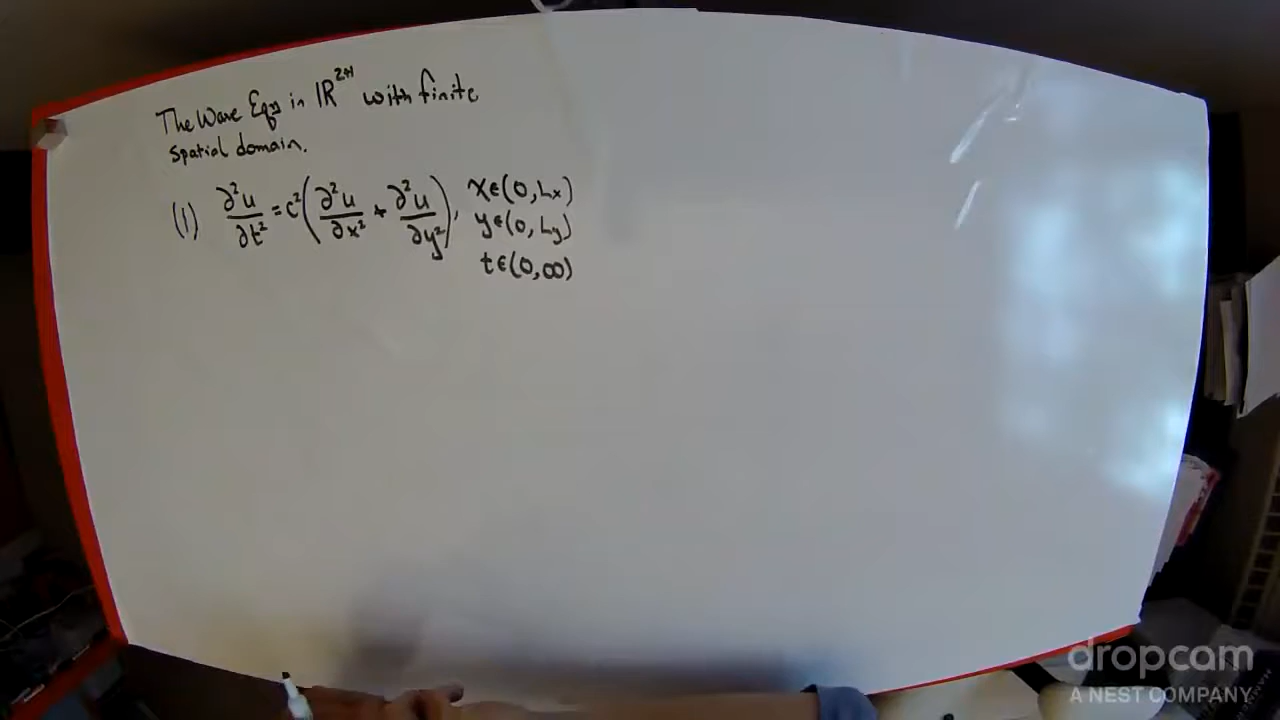 The Wave Eqn in ℝ²⁺¹ with finite
spatial domain.
(1) ∂²u/∂t² = c²(∂²u/∂x² + ∂²u/∂y²), x∈(0,Lx)
y∈(0,Ly)
t∈(0,∞)
dropcam
A NEST COMPANY